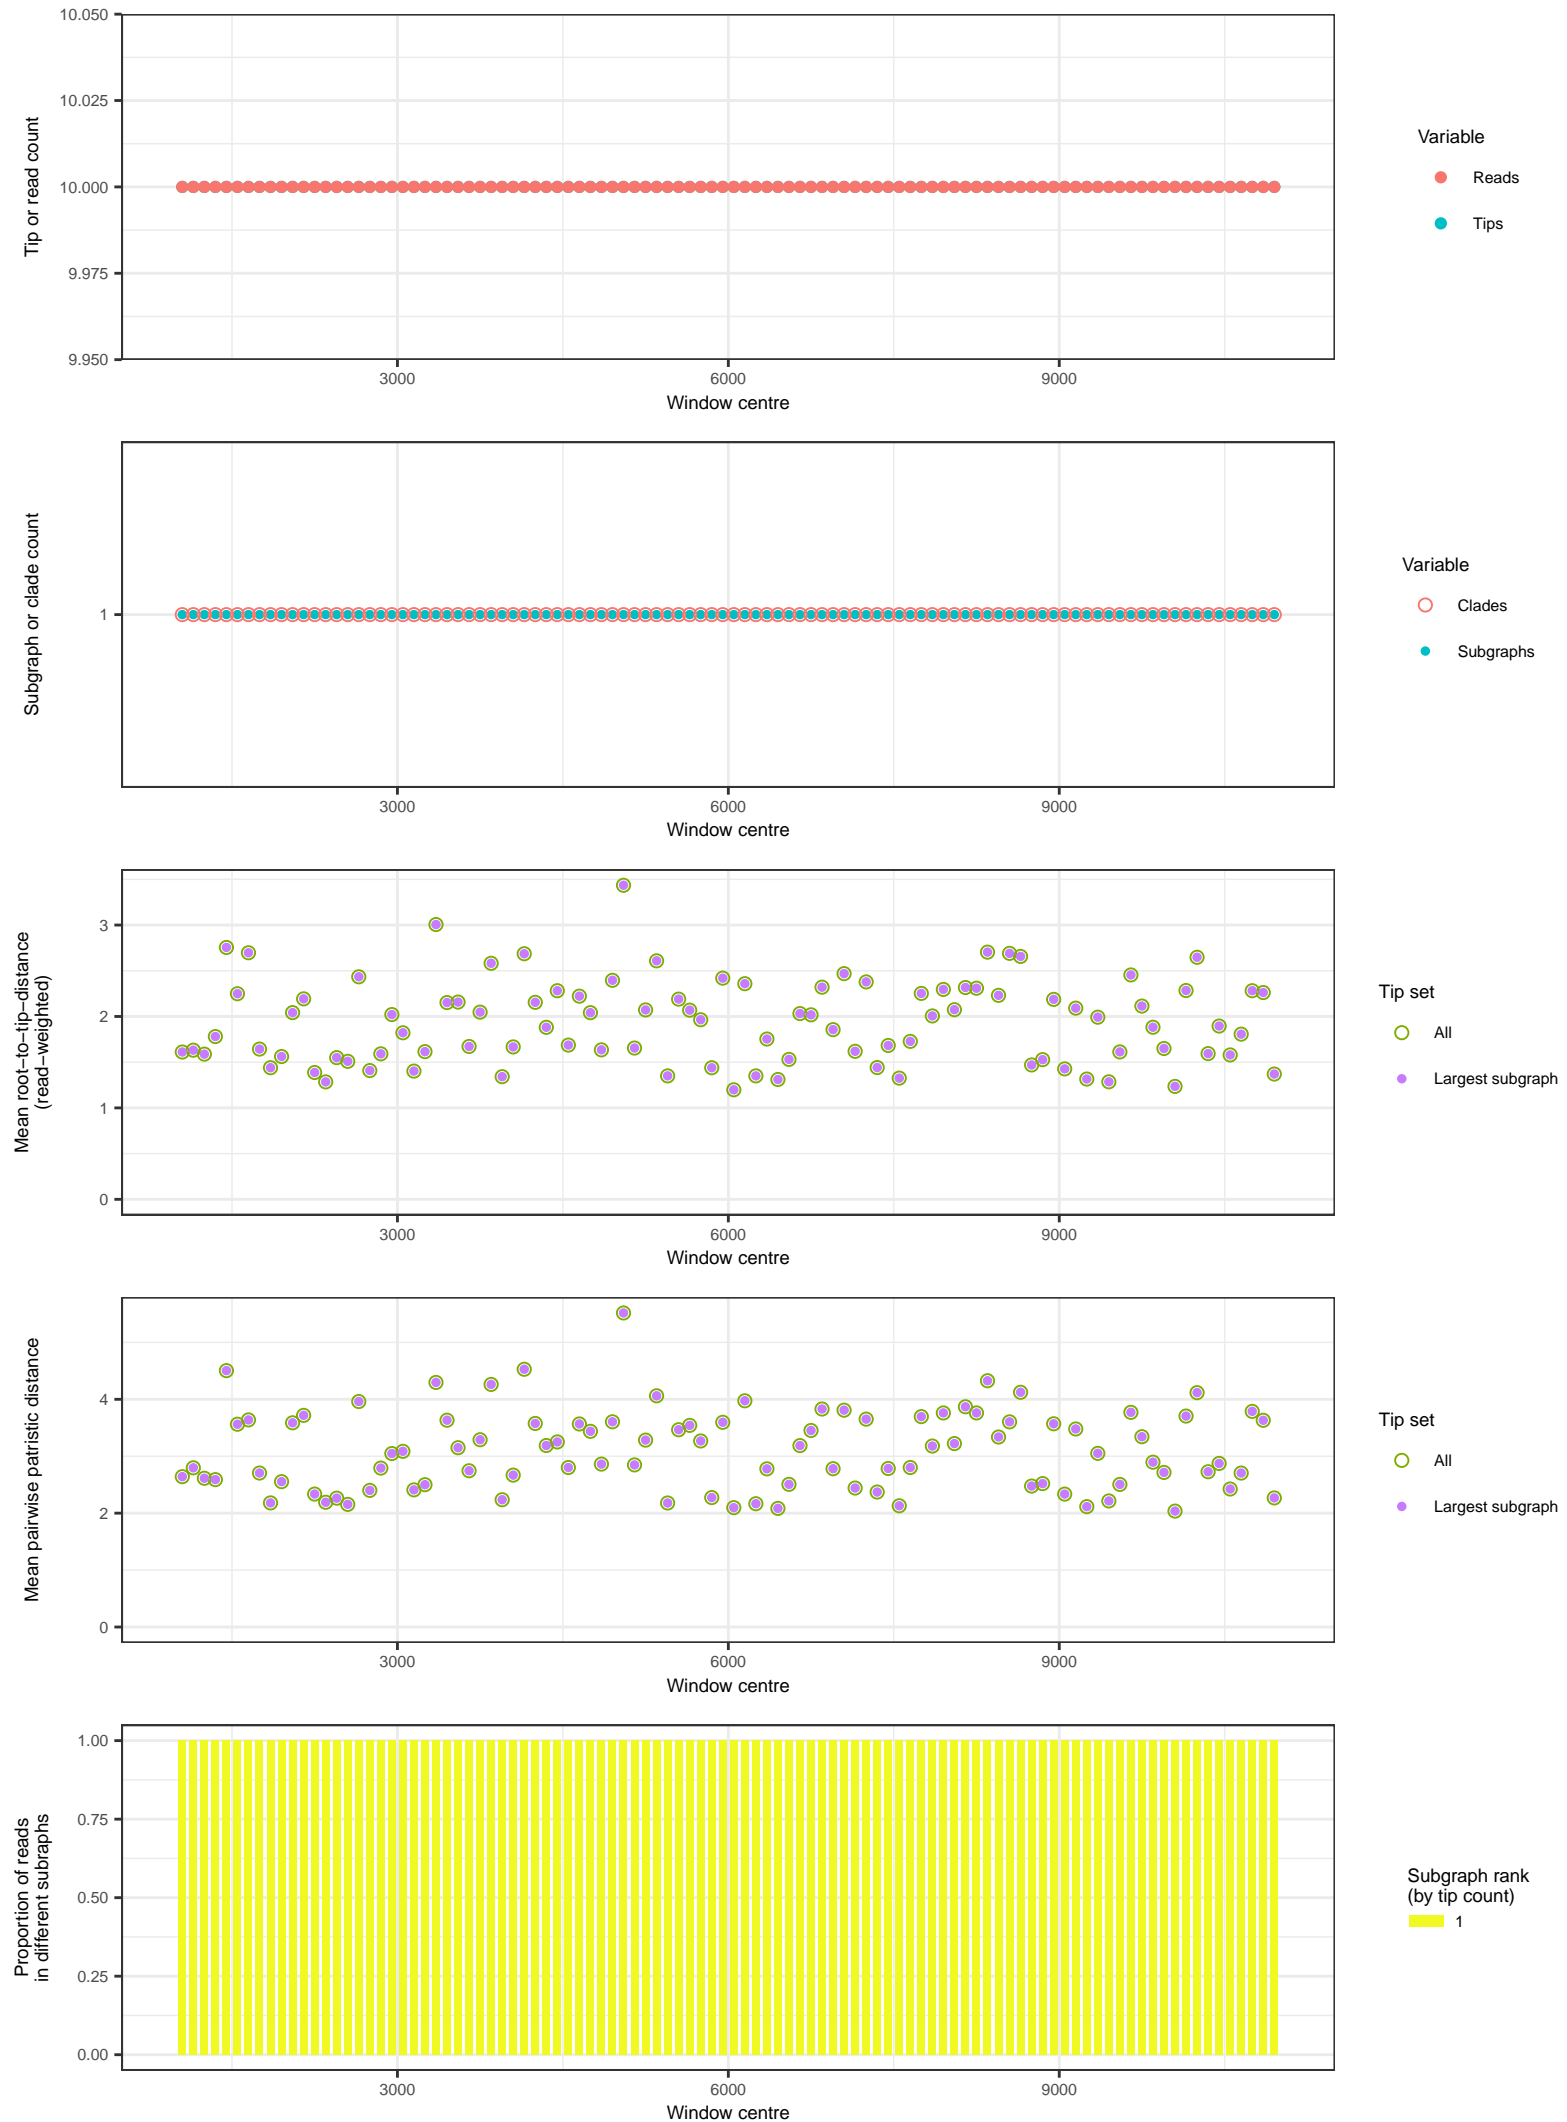 10.050
10.025
10.000
9.975
9.950
Tip or read count
3000
6000
9000
Window centre
Variable
Reads
Tips
1
Subgraph or clade count
3000
6000
9000
Window centre
Variable
Clades
Subgraphs
3
2
1
0
Mean root−to−tip−distance
(read−weighted)
3000
6000
9000
Window centre
Tip set
All
Largest subgraph
4
2
0
Mean pairwise patristic distance
3000
6000
9000
Window centre
Tip set
All
Largest subgraph
1.00
0.75
0.50
0.25
0.00
Proportion of reads
in different subraphs
3000
6000
9000
Window centre
Subgraph rank
(by tip count)
1